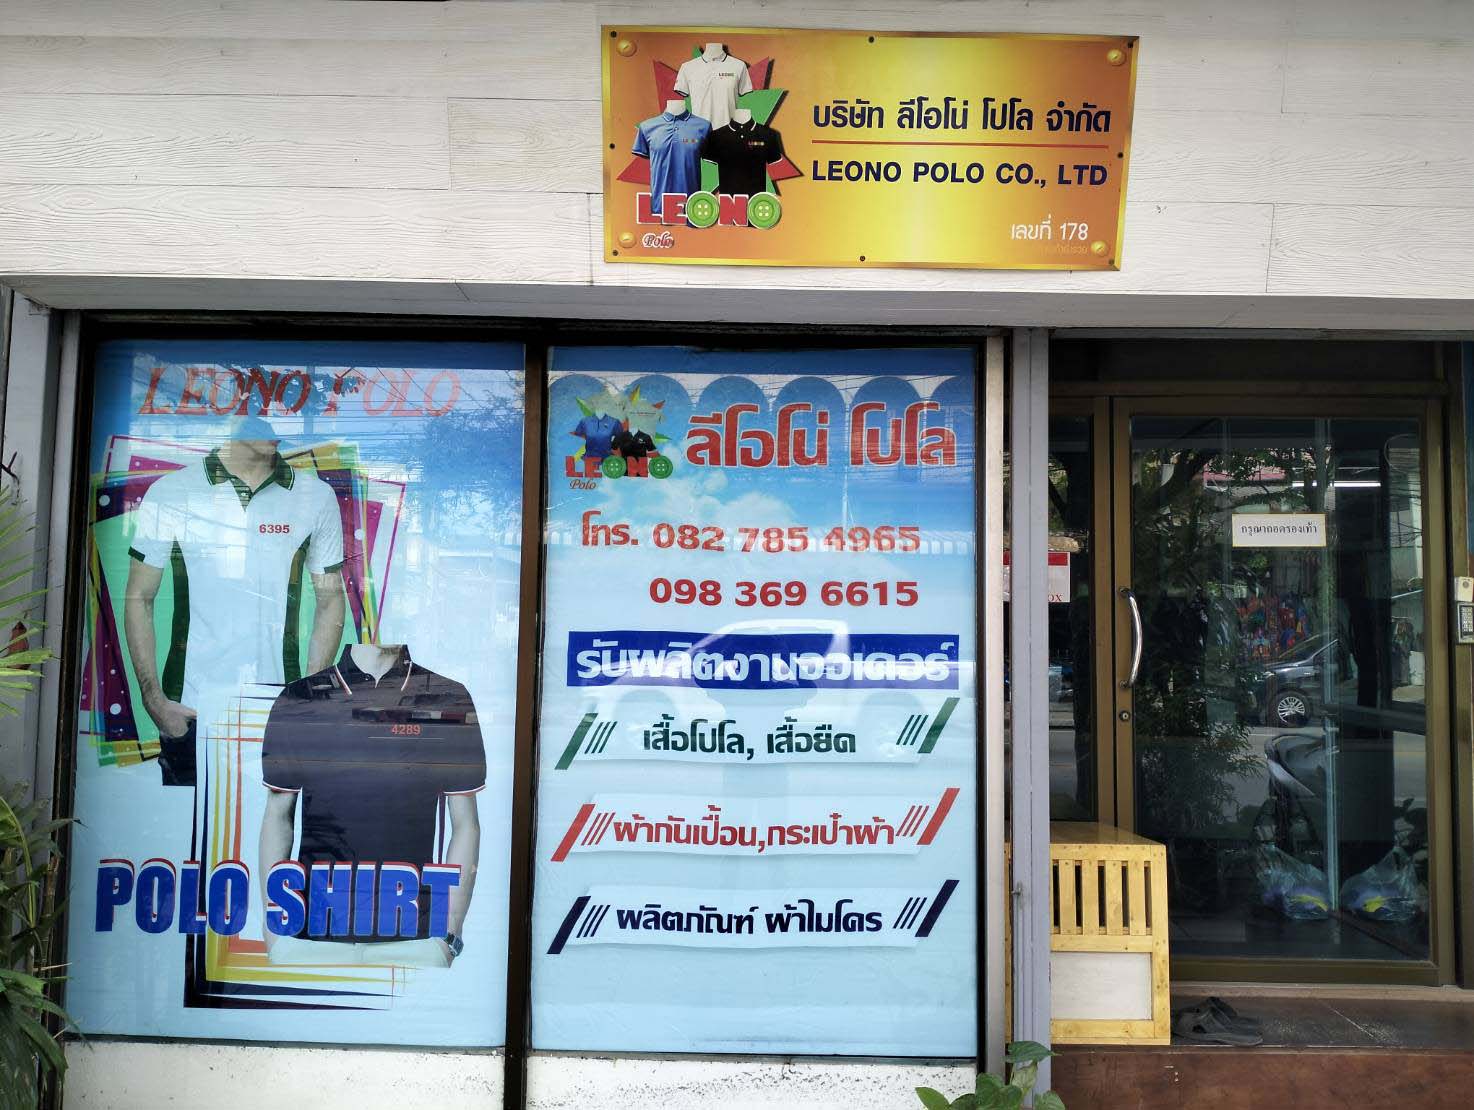 บริษัท ลีโอโน่ โปโล จำกัด
LEONO POLO CO., LTD
LEONO
Polo
เลขที่ 178
LEONO POLO
6395
4289
POLO SHIRT
LEONO
Polo
ลีโอโน่ โปโล
โทร. 082 785 4965
098 369 6615
รับผลิตงานออเดอร์
เสื้อโปโล, เสื้อยืด
ผ้ากันเปื้อน,กระเป๋าผ้า
ผลิตภัณฑ์ ผ้าไมโคร
กรุณาถอดรองเท้า